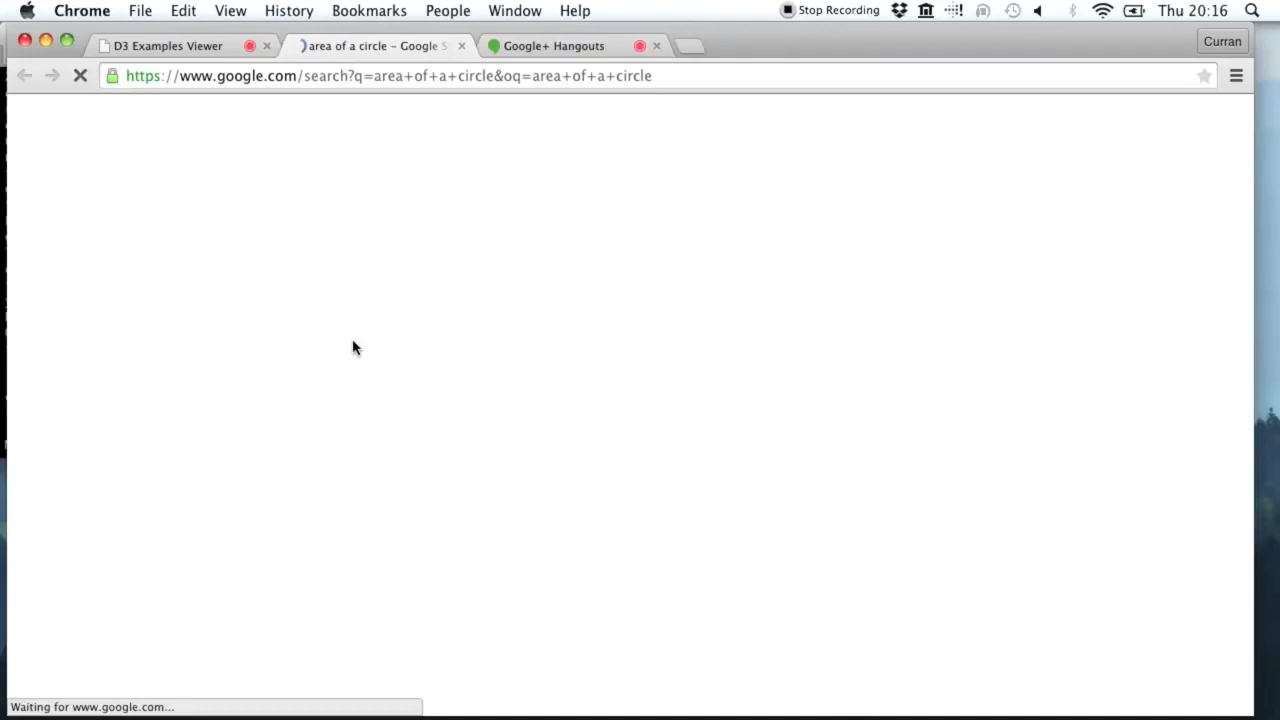 Chrome File Edit View History Bookmarks People Window Help Stop Recording Thu 20:16
D3 Examples Viewer area of a circle - Google S Google+ Hangouts Curran
https://www.google.com/search?q=area+of+a+circle&oq=area+of+a+circle
Waiting for www.google.com...